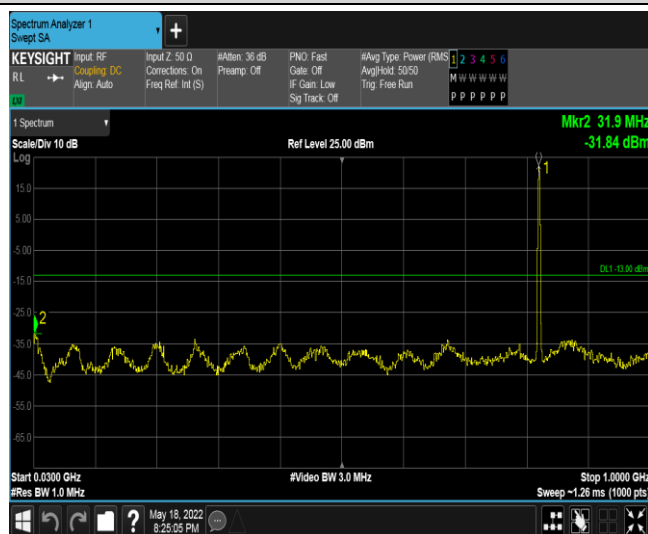 Spectrum Analyzer 1
Swept SA
+
KEYSIGHT
RL
Input: RF
Coupling: DC
Align: Auto
Input Z: 50 Ω
Corrections: On
Freq Ref: Int (S)
#Atten: 36 dB
Preamp: Off
PNO: Fast
Gate: Off
IF Gain: Low
Sig Track: Off
#Avg Type: Power (RMS
Avg|Hold: 50/50
Trig: Free Run
1 2 3 4 5 6
M W W W W W
P P P P P P
LXI
1 Spectrum
Mkr2 31.9 MHz
Scale/Div 10 dB
Ref Level 25.00 dBm
-31.84 dBm
Log
1
15.0
5.00
-5.00
DL1 -13.00 dBm
-15.0
-25.0
2
-35.0
-45.0
-55.0
-65.0
Start 0.0300 GHz
#Video BW 3.0 MHz
Stop 1.0000 GHz
#Res BW 1.0 MHz
Sweep ~1.26 ms (1000 pts)
?
May 18, 2022
8:25:05 PM